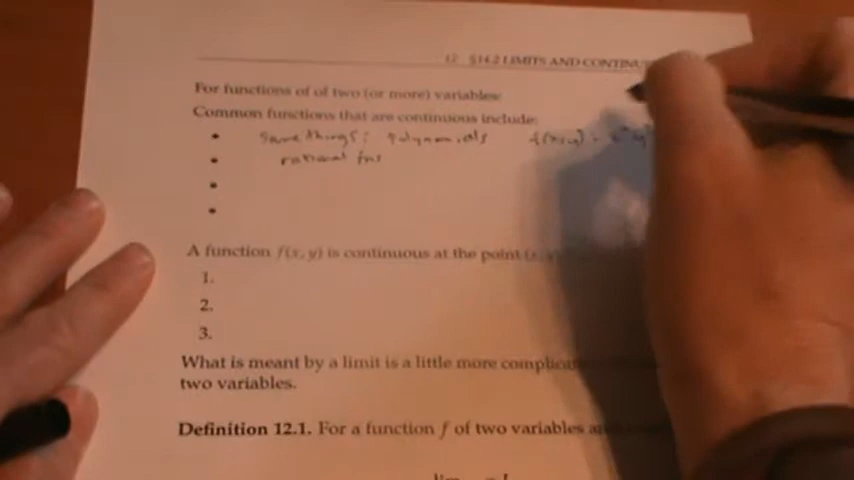 12 §14.2 LIMITS AND CONTINU
For functions of of two (or more) variables:
Common functions that are continuous include:
• same things: polynomials f(x,y) =
• rational fns
•
•
A function f(x, y) is continuous at the point (x, y
1.
2.
3.
What is meant by a limit is a little more complic
two variables.
Definition 12.1. For a function f of two variables a
lim = L